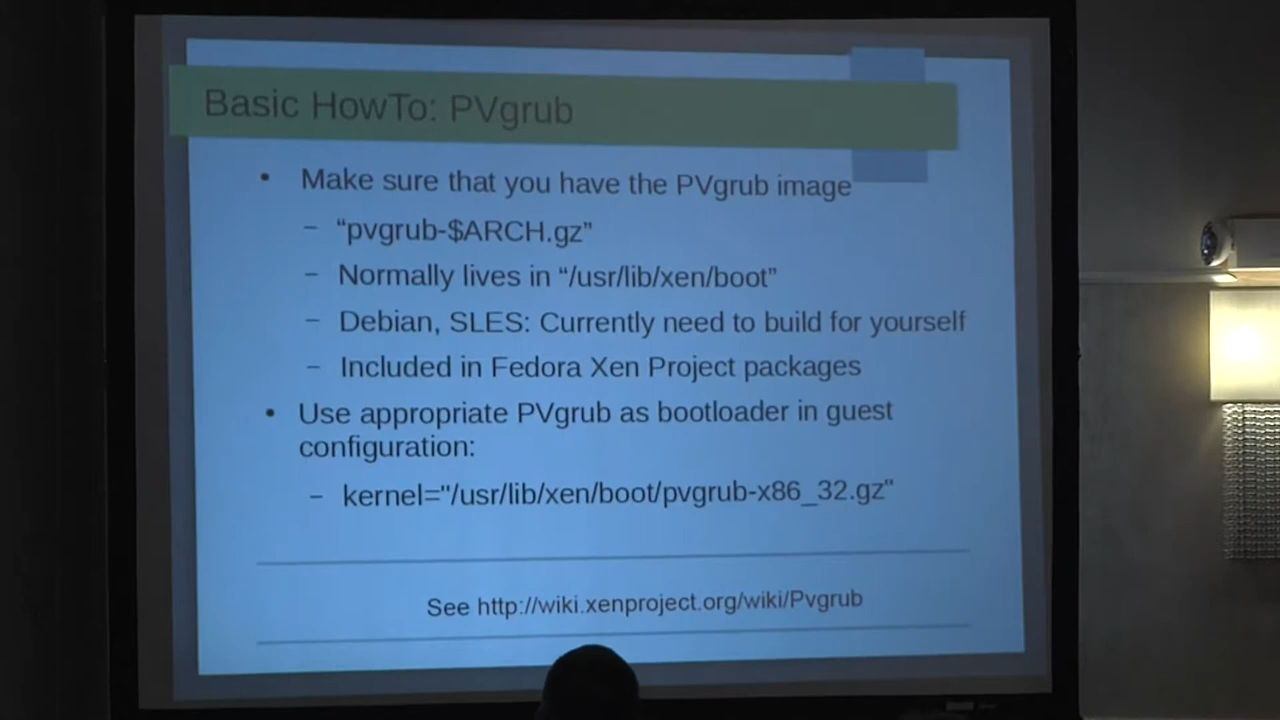 Basic HowTo: PVgrub
• Make sure that you have the PVgrub image
– “pvgrub-$ARCH.gz”
– Normally lives in “/usr/lib/xen/boot”
– Debian, SLES: Currently need to build for yourself
– Included in Fedora Xen Project packages
• Use appropriate PVgrub as bootloader in guest
configuration:
– kernel="/usr/lib/xen/boot/pvgrub-x86_32.gz"
See http://wiki.xenproject.org/wiki/Pvgrub